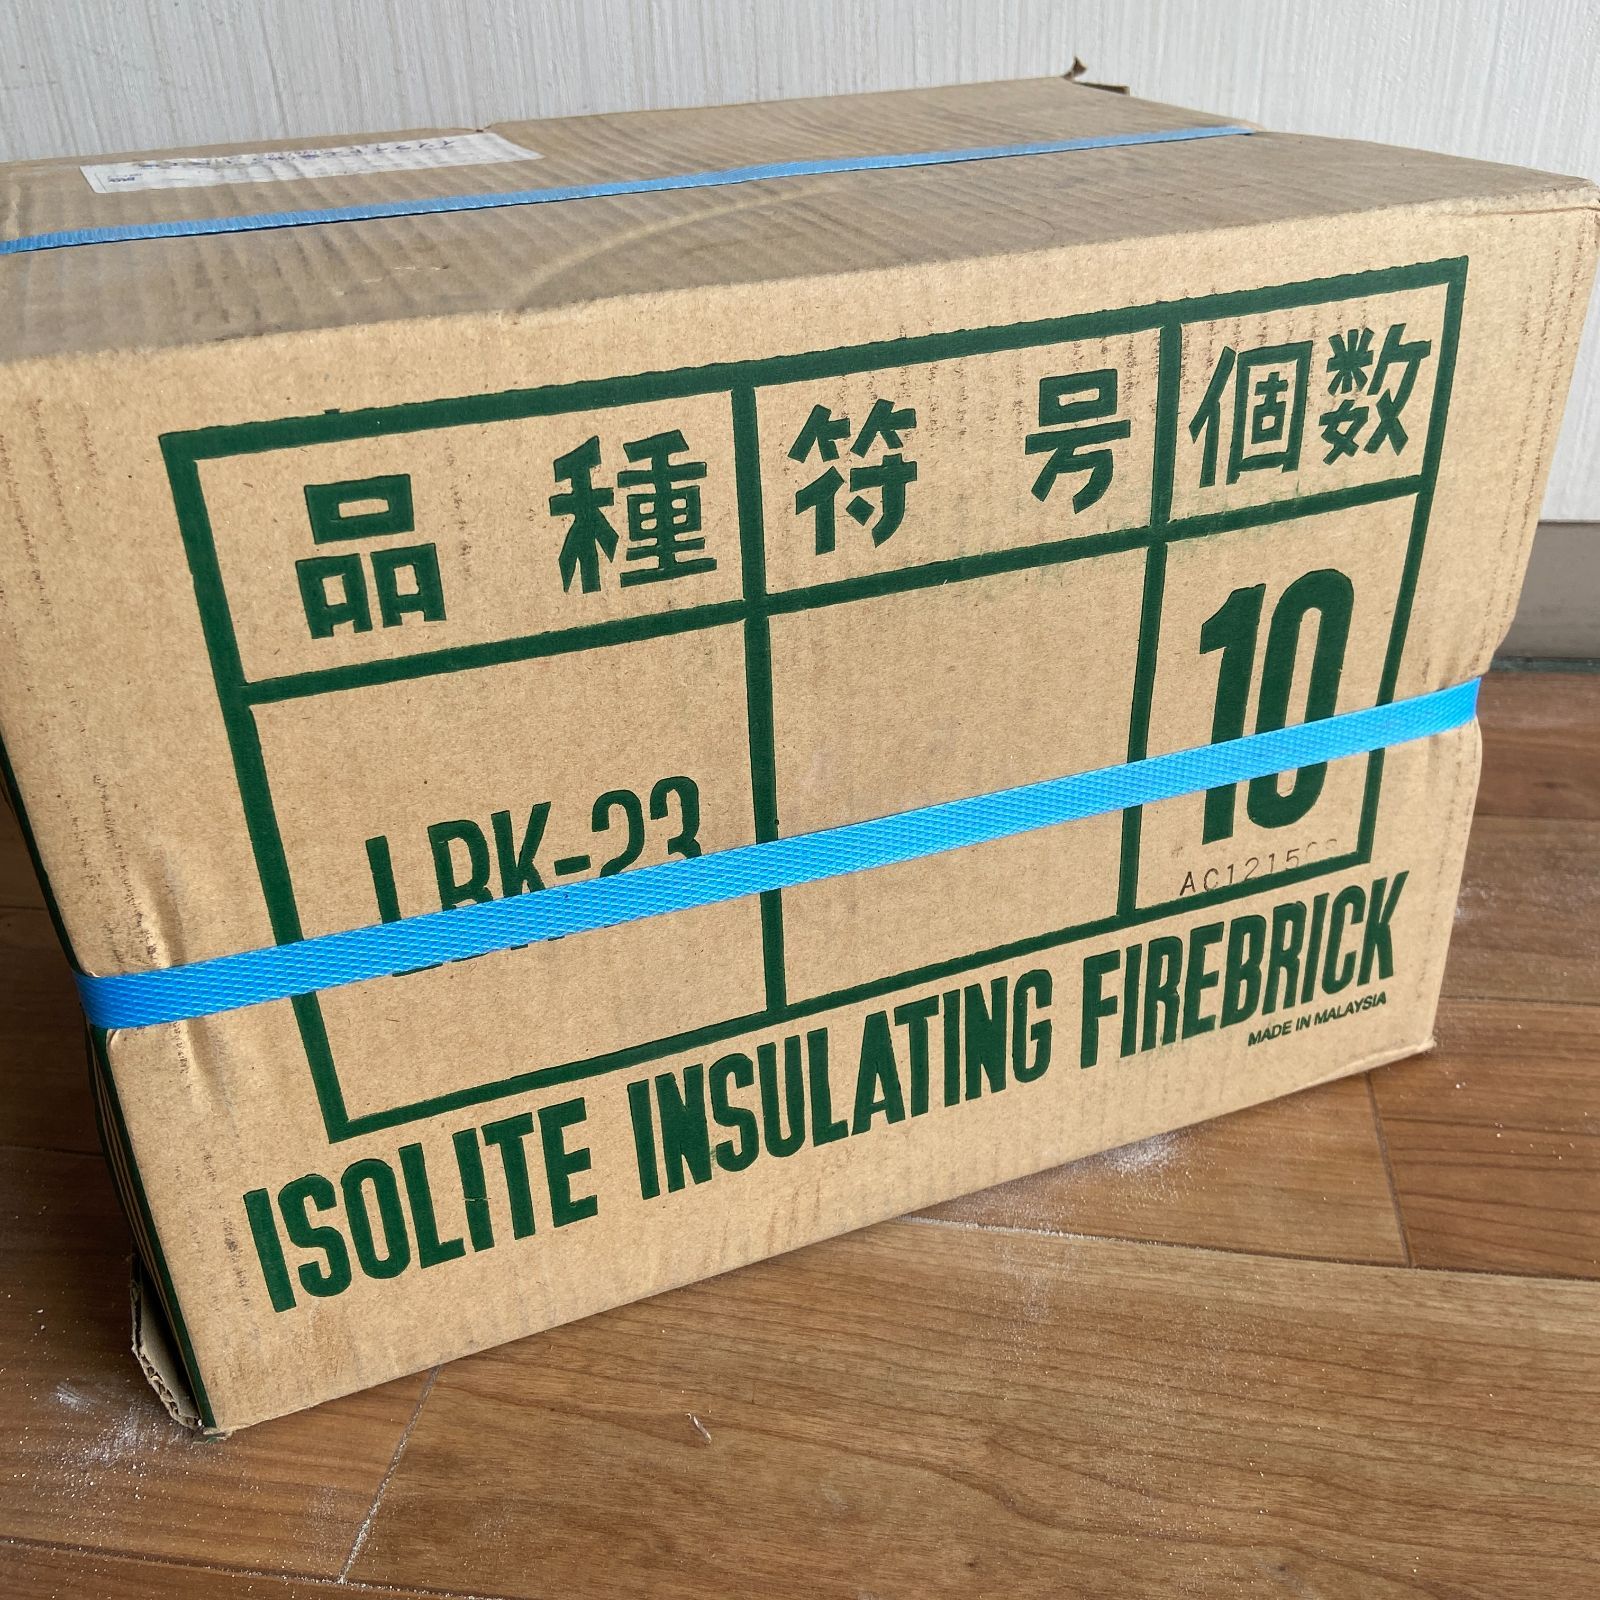 品種 符号 個数
LBK-23 10
ISOLITE INSULATING FIREBRICK
MADE IN MALAYSIA